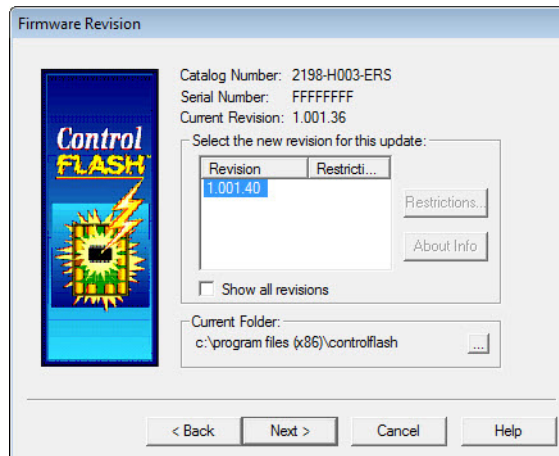 Firmware Revision
Control
FLASH
Catalog Number: 2198-H003-ERS
Serial Number: FFFFFFFF
Current Revision: 1.001.36
Select the new revision for this update:
Revision Restricti...
1.001.40
Restrictions...
About Info
Show all revisions
Current Folder:
c:\program files (x86)\controlflash
...
< Back Next > Cancel Help